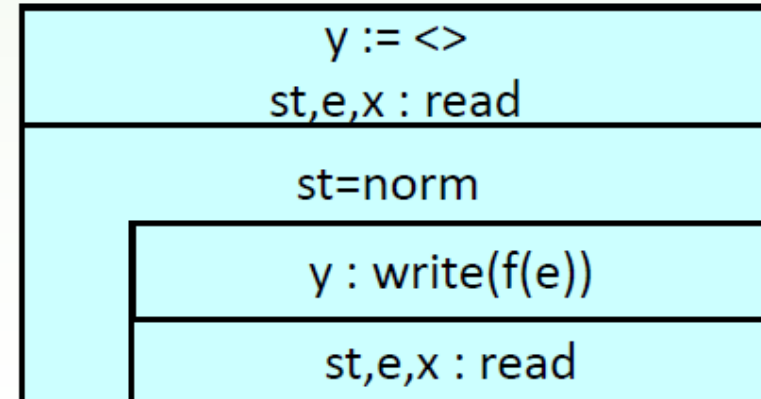 y := <>
st,e,x : read
st=norm
y : write(f(e))
st,e,x : read